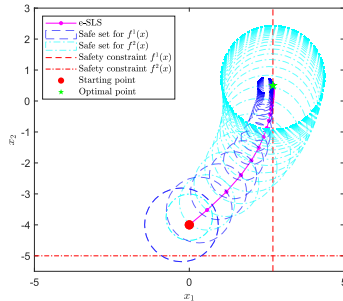 3
2
1
0
-1
-2
-3
-4
-5
x₂
e-SLS
Safe set for f¹(x)
Safe set for f²(x)
Safety constraint f¹(x)
Safety constraint f²(x)
Starting point
Optimal point
-5 0 5
x₁